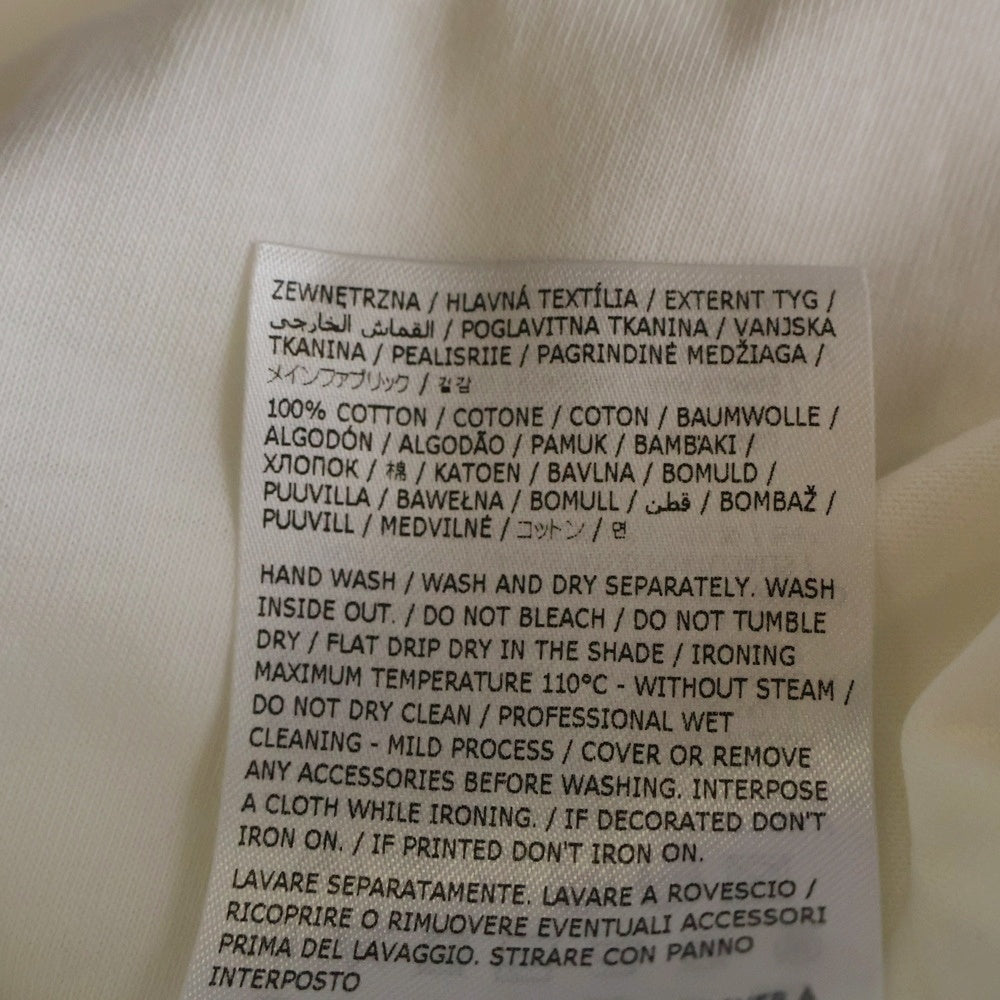 ZEWNĘTRZNA / HLAVNÁ TEXTÍLIA / EXTERNT TYG /
القماش الخارجي / POGLAVITNA TKANINA / VANJSKA
TKANINA / PEALISRIIE / PAGRINDINĖ MEDŽIAGA /
メインファブリック / 겉감
100% COTTON / COTONE / COTON / BAUMWOLLE /
ALGODÓN / ALGODÃO / PAMUK / BAMBAKI /
ХЛОПОК / 棉 / KATOEN / BAVLNA / BOMULD /
PUUVILLA / BAWEŁNA / BOMULL / قطن / BOMBAŽ /
PUUVILL / MEDVILNĖ / コットン / 면
HAND WASH / WASH AND DRY SEPARATELY. WASH
INSIDE OUT. / DO NOT BLEACH / DO NOT TUMBLE
DRY / FLAT DRIP DRY IN THE SHADE / IRONING
MAXIMUM TEMPERATURE 110°C - WITHOUT STEAM /
DO NOT DRY CLEAN / PROFESSIONAL WET
CLEANING - MILD PROCESS / COVER OR REMOVE
ANY ACCESSORIES BEFORE WASHING. INTERPOSE
A CLOTH WHILE IRONING. / IF DECORATED DON'T
IRON ON. / IF PRINTED DON'T IRON ON.
LAVARE SEPARATAMENTE. LAVARE A ROVESCIO /
RICOPRIRE O RIMUOVERE EVENTUALI ACCESSORI
PRIMA DEL LAVAGGIO. STIRARE CON PANNO
INTERPOSTO